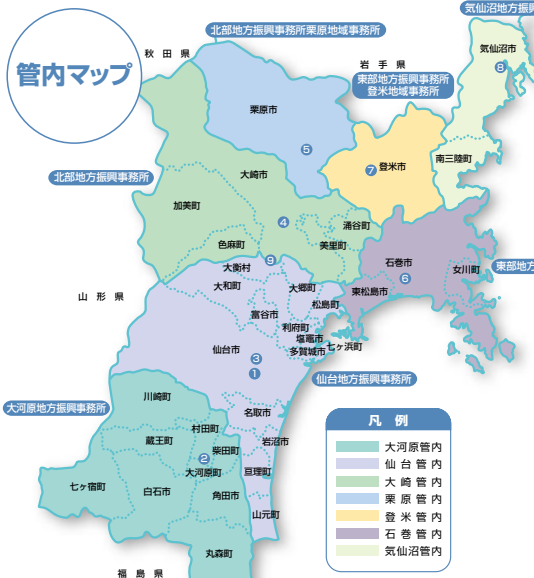 気仙沼地方振
北部地方振興事務所栗原地域事務所
管内マップ
秋田県
岩手県
気仙沼市
8
東部地方振興事務所
登米地域事務所
栗原市
5
南三陸町
7
登米市
北部地方振興事務所
大崎市
加美町
4
涌谷町
色麻町
美里町
9
石巻市
女川町
東部地方
6
大衡村
大和町
大郷町
東松島市
松島町
山形県
富谷市
利府町
塩竈市
七ヶ浜町
多賀城市
仙台市
3
1
仙台地方振興事務所
川崎町
大河原地方振興事務所
名取市
村田町
岩沼市
蔵王町
柴田町
2
大河原町
亘理町
七ヶ宿町
白石市
角田市
山元町
丸森町
福島県
凡例
大河原管内
仙台管内
大崎管内
栗原管内
登米管内
石巻管内
気仙沼管内